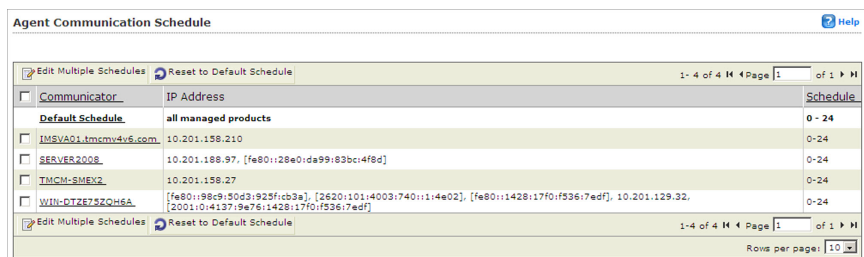 Agent Communication Schedule
Help
Edit Multiple Schedules Reset to Default Schedule 1- 4 of 4 Page 1 of 1
Communicator IP Address Schedule
Default Schedule all managed products 0 - 24
IMSVA01.tmcmv4v6.com 10.201.158.210 0-24
SERVER2008 10.201.188.97, [fe80::28e0:da99:83bc:4f8d] 0-24
TMCM-SMEX2 10.201.158.27 0-24
WIN-DTZE75ZQH6A [fe80::98c9:50d3:925f:cb3a], [2620:101:4003:740::1:4e02], [fe80::1428:17f0:f536:7edf], 10.201.129.32, 0-24
[2001:0:4137:9e76:1428:17f0:f536:7edf]
Edit Multiple Schedules Reset to Default Schedule 1-4 of 4 Page 1 of 1
Rows per page: 10